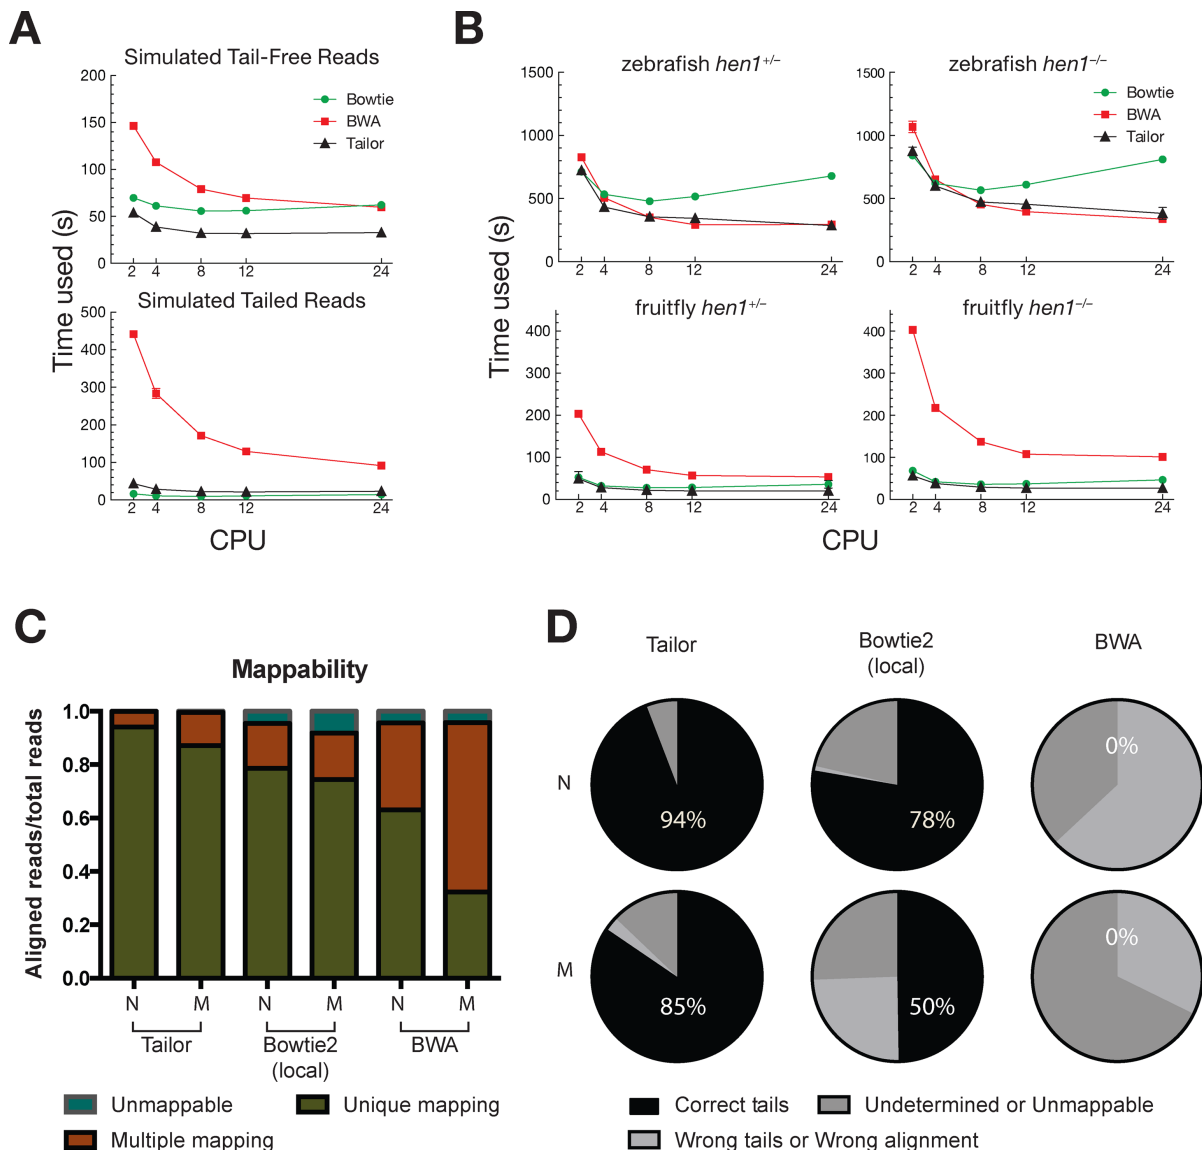 A
Simulated Tail-Free Reads
200
150
100
50
0
Bowtie
BWA
Tailor
2 4 8 12 24
Simulated Tailed Reads
500
400
300
200
100
0
2 4 8 12 24
Time used (s)
CPU
B
zebrafish hen1+/–
1500
1000
500
0
2 4 8 12 24
zebrafish hen1–/–
1500
1000
500
0
Bowtie
BWA
Tailor
2 4 8 12 24
fruitfly hen1+/–
400
300
200
100
0
2 4 8 12 24
fruitfly hen1–/–
400
300
200
100
0
2 4 8 12 24
Time used (s)
CPU
C
Mappability
Aligned reads/total reads
1.0
0.8
0.6
0.4
0.2
0.0
N M N M N M
Tailor Bowtie2 BWA
(local)
Unmappable Unique mapping
Multiple mapping
D
Tailor Bowtie2 BWA
(local)
N
94% 78% 0%
M
85% 50% 0%
Correct tails Undetermined or Unmappable
Wrong tails or Wrong alignment